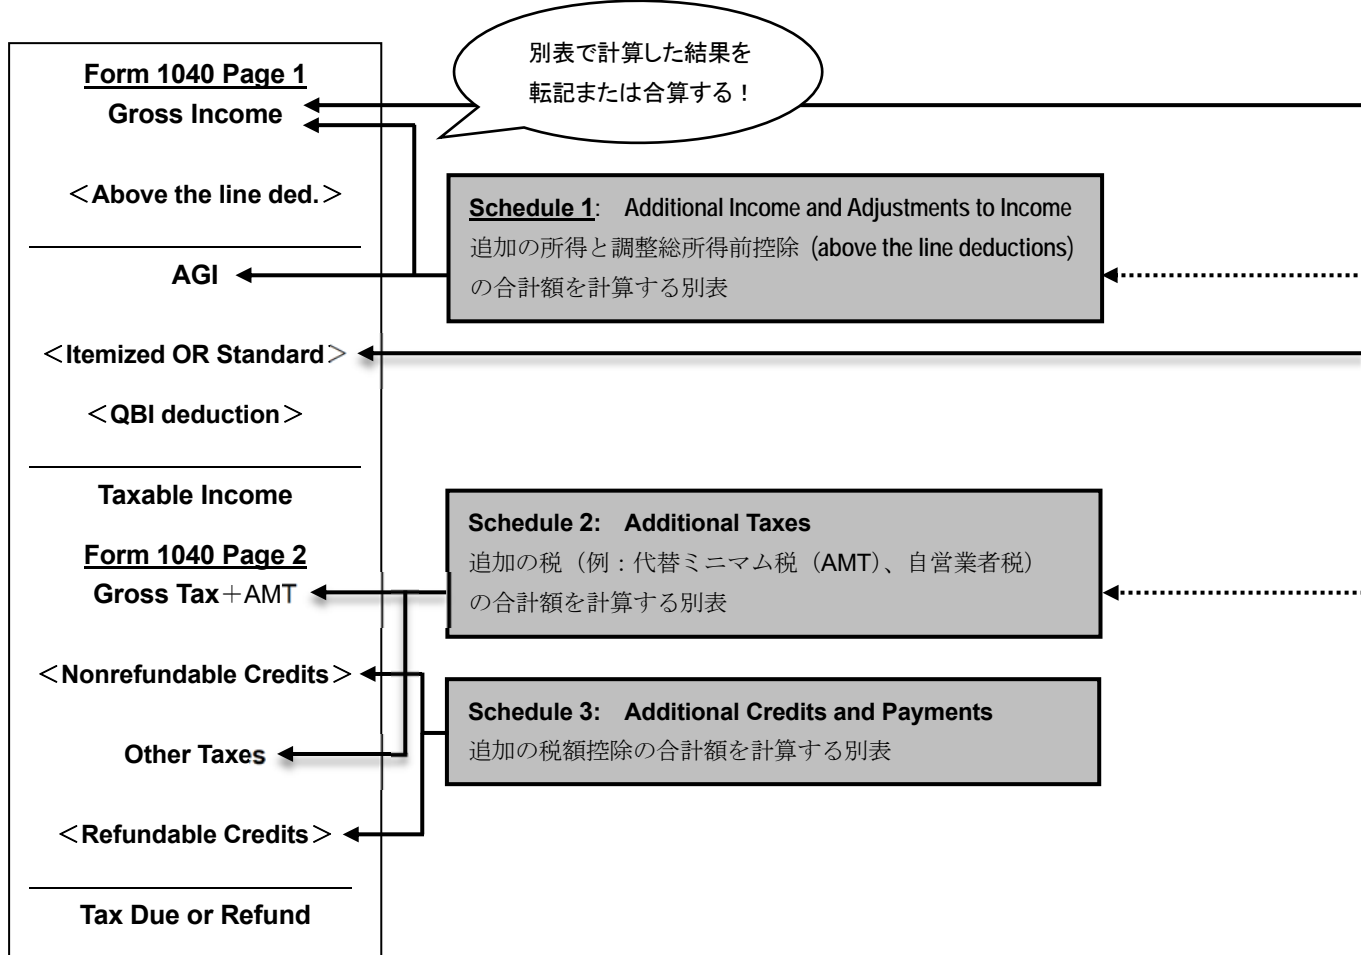 別表で計算した結果を
転記または合算する！
Form 1040 Page 1
Gross Income
＜Above the line ded.＞
AGI
＜Itemized OR Standard＞
＜QBI deduction＞
Taxable Income
Form 1040 Page 2
Gross Tax＋AMT
＜Nonrefundable Credits＞
Other Taxes
＜Refundable Credits＞
Tax Due or Refund
Schedule 1:　Additional Income and Adjustments to Income
追加の所得と調整総所得前控除 (above the line deductions)
の合計額を計算する別表
Schedule 2:　Additional Taxes
追加の税（例：代替ミニマム税（AMT）、自営業者税）
の合計額を計算する別表
Schedule 3:　Additional Credits and Payments
追加の税額控除の合計額を計算する別表